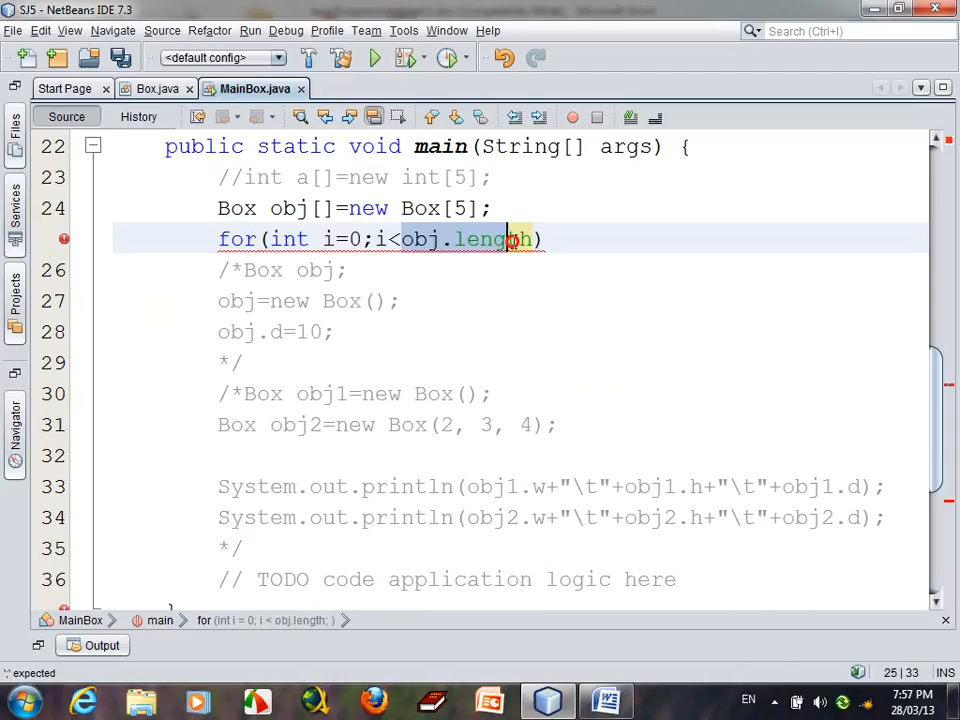 SJ5 - NetBeans IDE 7.3
File Edit View Navigate Source Refactor Run Debug Profile Team Tools Window Help
Search (Ctrl+I)
<default config>
Start Page Box.java MainBox.java
Source History
Files
Services
Projects
Navigator
22 public static void main(String[] args) {
23 //int a[]=new int[5];
24 Box obj[]=new Box[5];
for(int i=0;i<obj.length)
26 /*Box obj;
27 obj=new Box();
28 obj.d=10;
29 */
30 /*Box obj1=new Box();
31 Box obj2=new Box(2, 3, 4);
32
33 System.out.println(obj1.w+"\t"+obj1.h+"\t"+obj1.d);
34 System.out.println(obj2.w+"\t"+obj2.h+"\t"+obj2.d);
35 */
36 // TODO code application logic here
}
MainBox main for (int i = 0; i < obj.length; )
Output
';' expected
25 | 33 INS
EN
7:57 PM
28/03/13